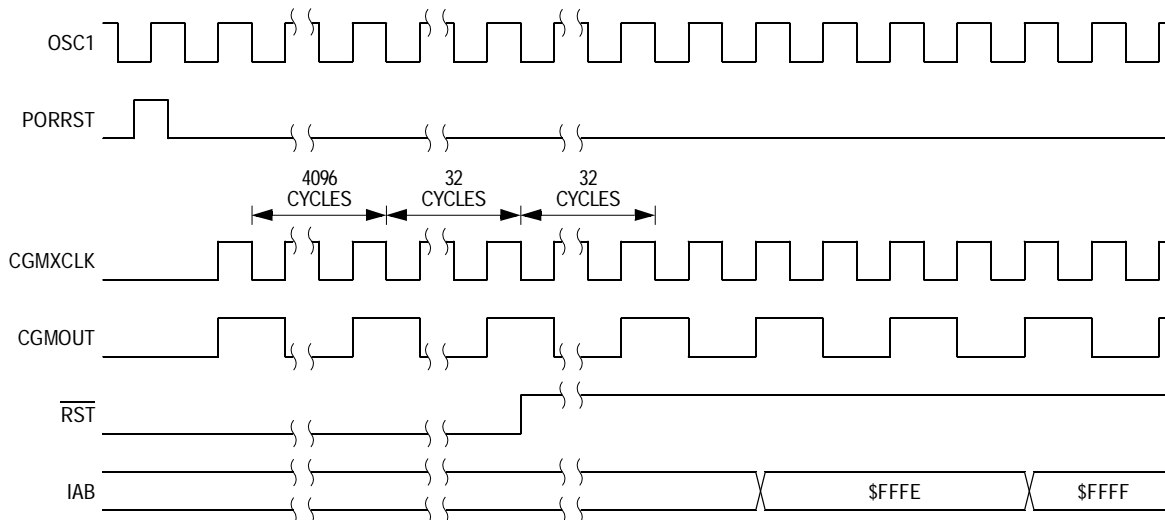 OSC1
PORRST
4096
CYCLES
32
CYCLES
32
CYCLES
CGMXCLK
CGMOUT
RST
IAB
$FFFE
$FFFF